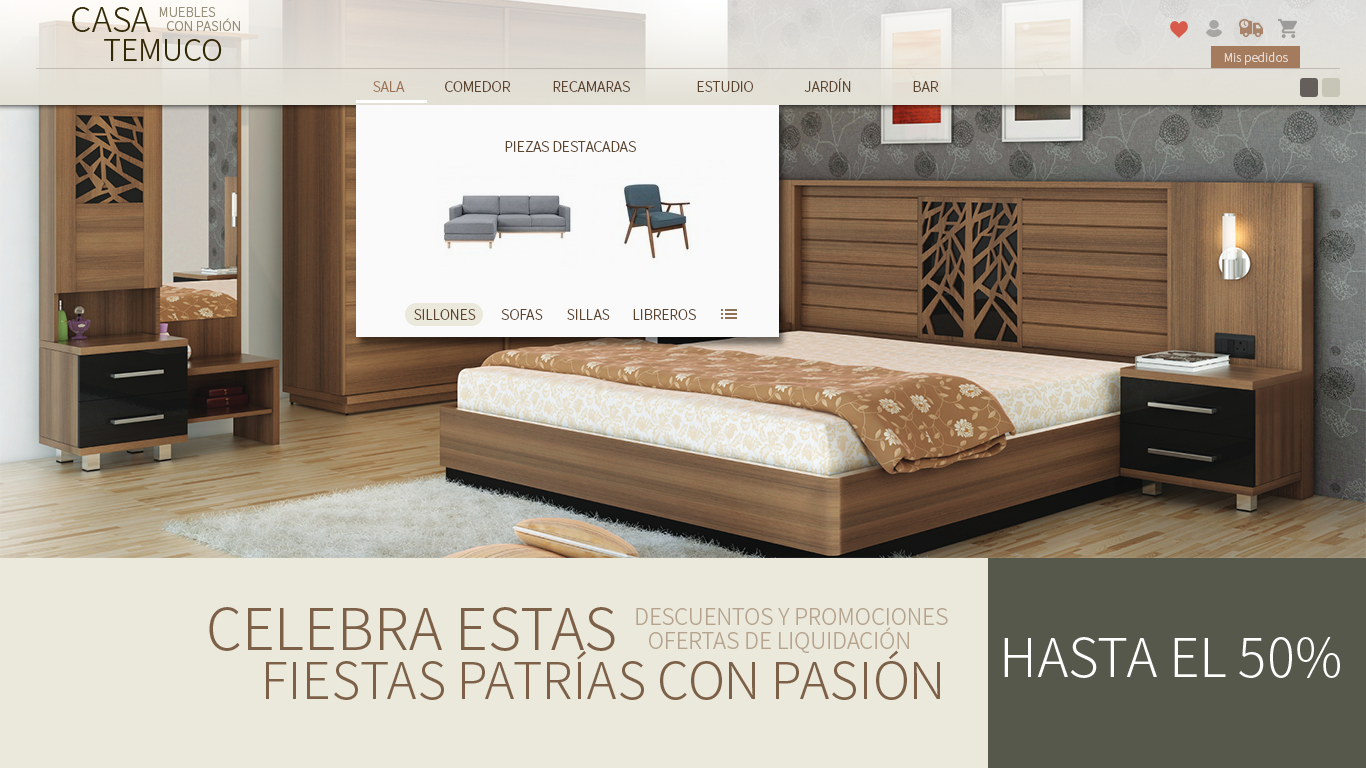 CASA
MUEBLES
CON PASIÓN
TEMUCO
Mis pedidos
SALA COMEDOR RECAMARAS ESTUDIO JARDÍN BAR
PIEZAS DESTACADAS
SILLONES SOFAS SILLAS LIBREROS
CELEBRA ESTAS
DESCUENTOS Y PROMOCIONES
OFERTAS DE LIQUIDACIÓN
FIESTAS PATRÍAS CON PASIÓN
HASTA EL 50%